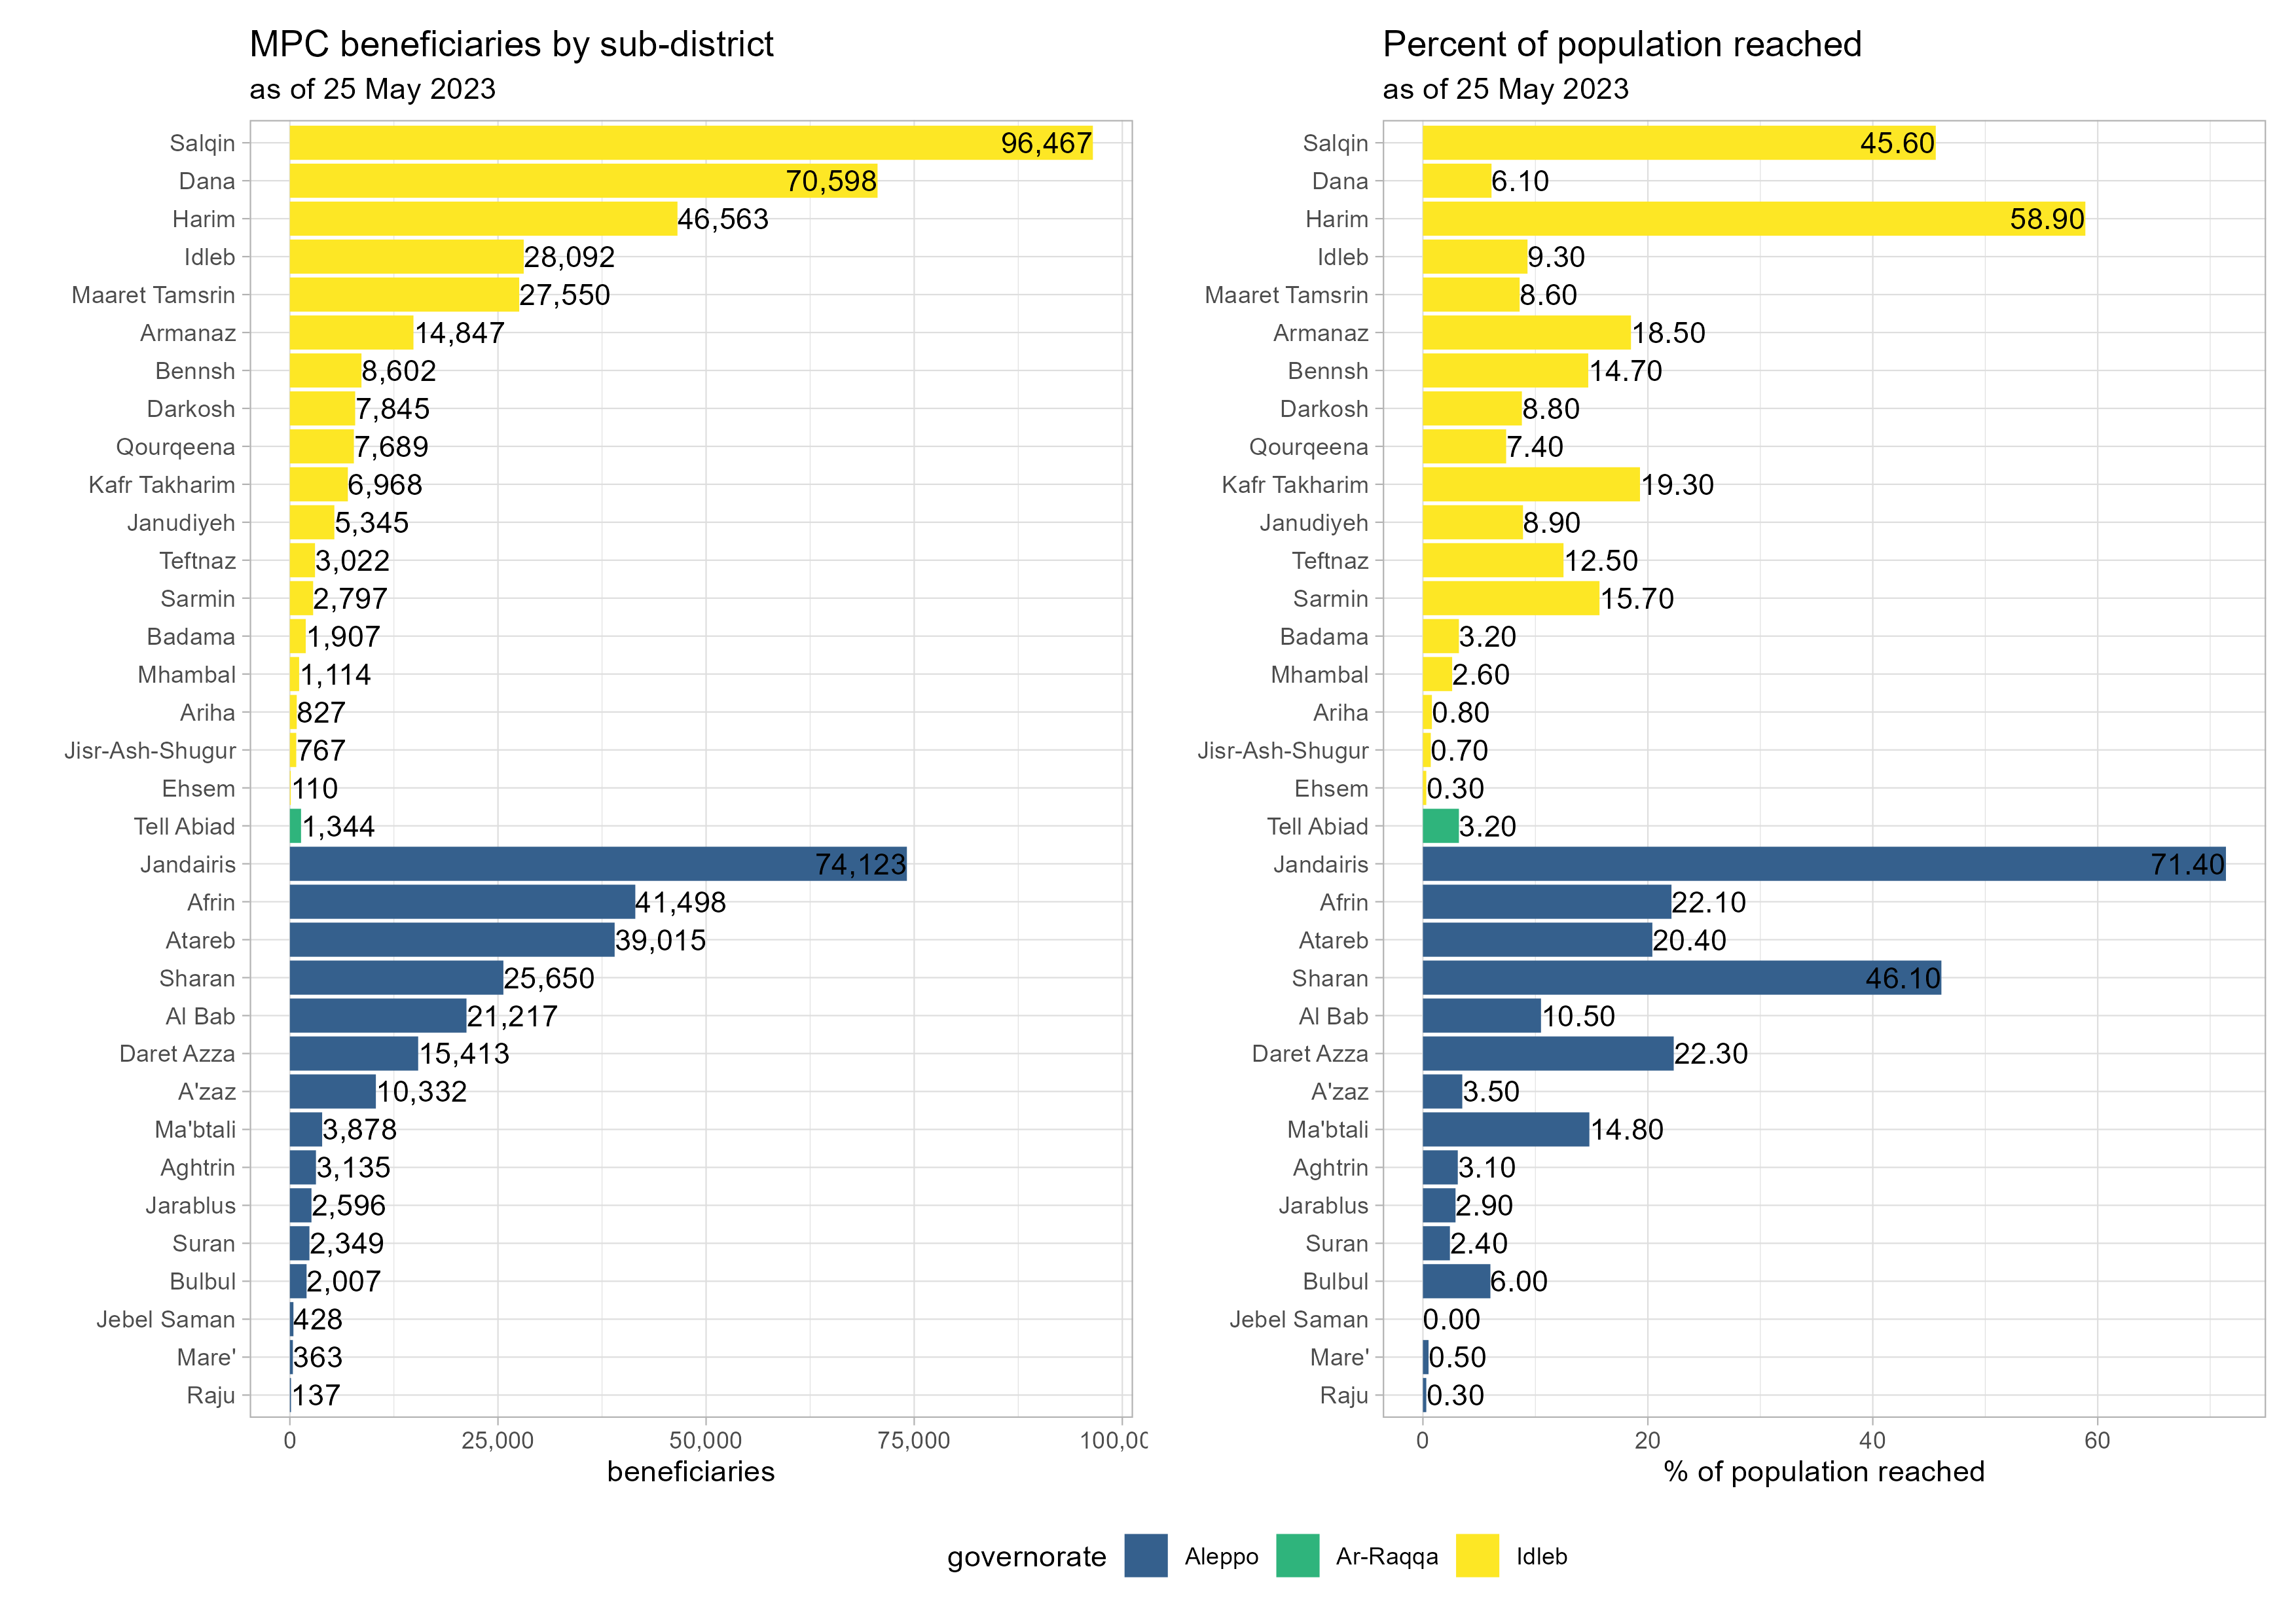 MPC beneficiaries by sub-district
as of 25 May 2023
Salqin 96,467
Dana 70,598
Harim 46,563
Idleb 28,092
Maaret Tamsrin 27,550
Armanaz 14,847
Bennsh 8,602
Darkosh 7,845
Qourqeena 7,689
Kafr Takharim 6,968
Janudiyeh 5,345
Teftnaz 3,022
Sarmin 2,797
Badama 1,907
Mhambal 1,114
Ariha 827
Jisr-Ash-Shugur 767
Ehsem 110
Tell Abiad 1,344
Jandairis 74,123
Afrin 41,498
Atareb 39,015
Sharan 25,650
Al Bab 21,217
Daret Azza 15,413
A'zaz 10,332
Ma'btali 3,878
Aghtrin 3,135
Jarablus 2,596
Suran 2,349
Bulbul 2,007
Jebel Saman 428
Mare' 363
Raju 137
0 25,000 50,000 75,000 100,00
beneficiaries
Percent of population reached
as of 25 May 2023
Salqin 45.60
Dana 6.10
Harim 58.90
Idleb 9.30
Maaret Tamsrin 8.60
Armanaz 18.50
Bennsh 14.70
Darkosh 8.80
Qourqeena 7.40
Kafr Takharim 19.30
Janudiyeh 8.90
Teftnaz 12.50
Sarmin 15.70
Badama 3.20
Mhambal 2.60
Ariha 0.80
Jisr-Ash-Shugur 0.70
Ehsem 0.30
Tell Abiad 3.20
Jandairis 71.40
Afrin 22.10
Atareb 20.40
Sharan 46.10
Al Bab 10.50
Daret Azza 22.30
A'zaz 3.50
Ma'btali 14.80
Aghtrin 3.10
Jarablus 2.90
Suran 2.40
Bulbul 6.00
Jebel Saman 0.00
Mare' 0.50
Raju 0.30
0 20 40 60
% of population reached
governorate Aleppo Ar-Raqqa Idleb